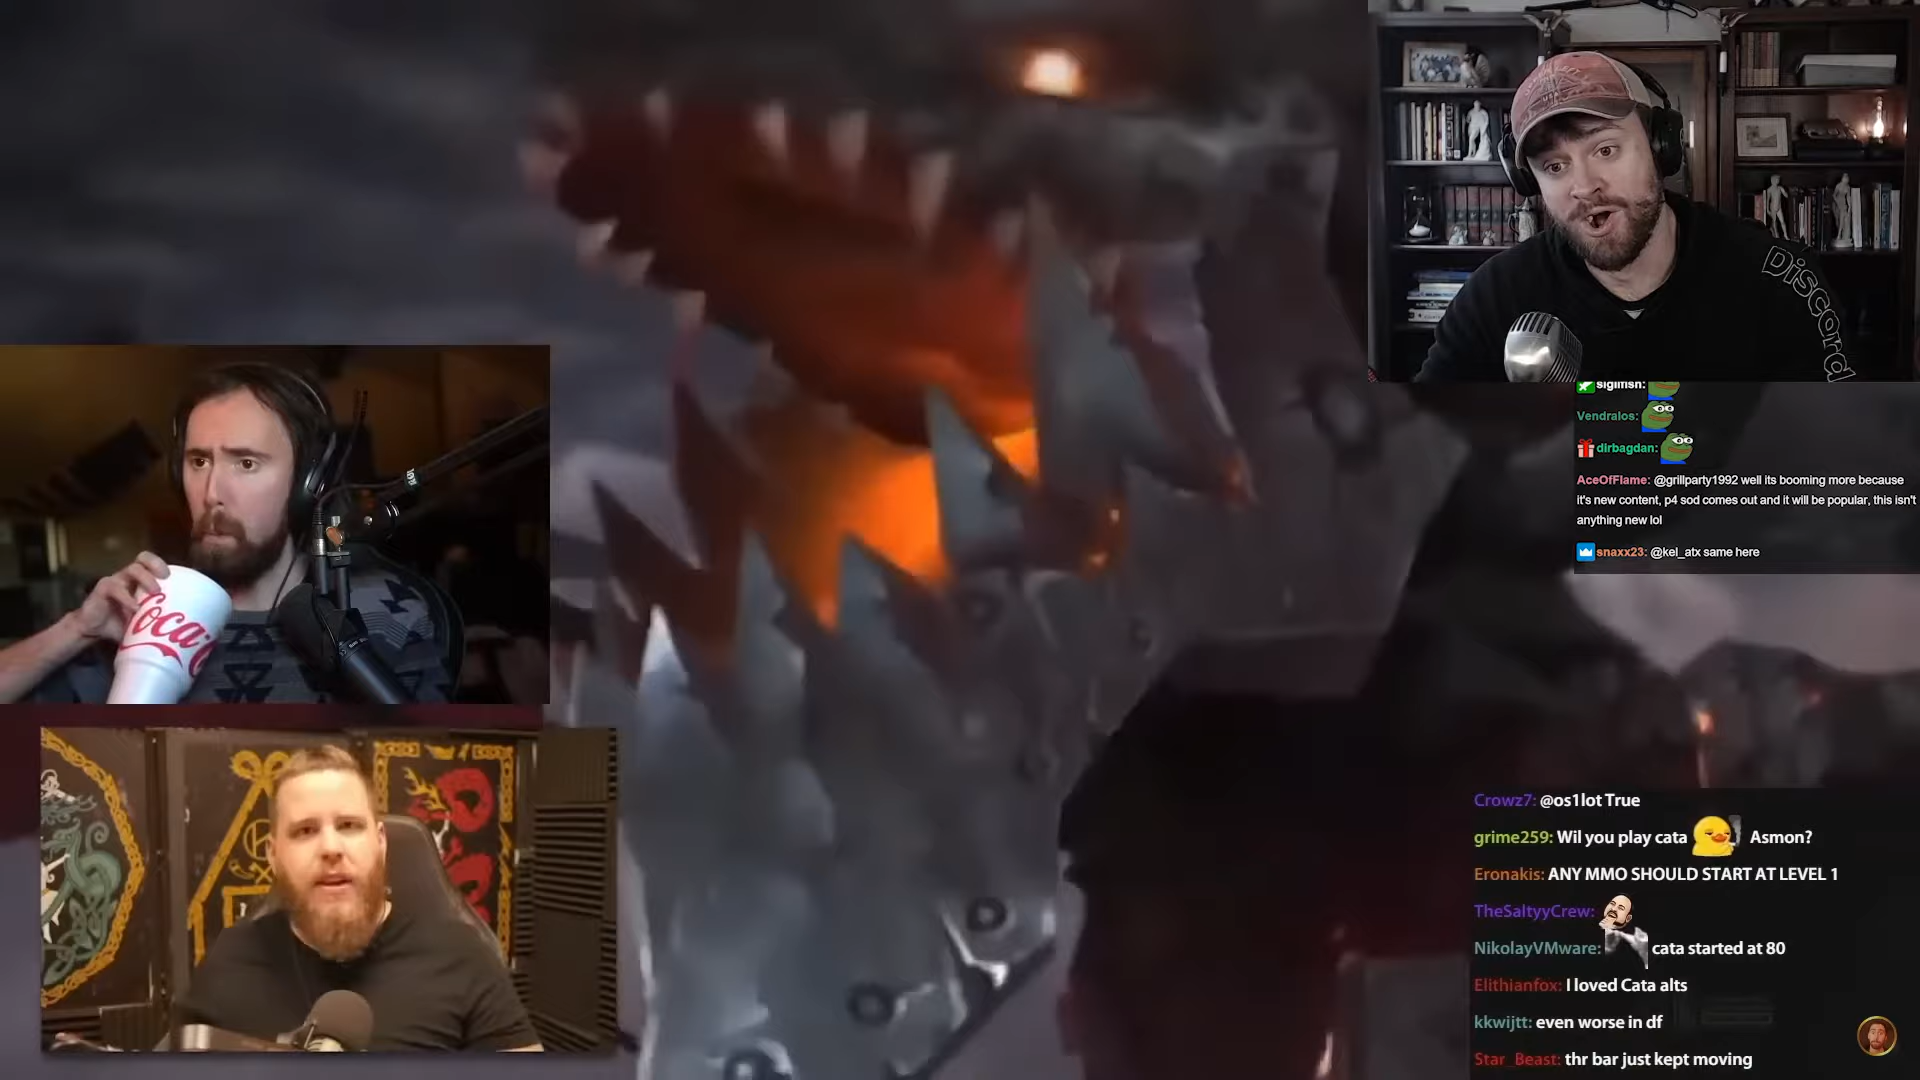 Discord
siglfish:
Vendralos:
dirbagdan:
AceOfFlame: @grillparty1992 well its booming more because
it's new content, p4 sod comes out and it will be popular, this isn't
anything new lol
snaxx23: @kel_atx same here
Coca-C
Crowz7: @os1lot True
grime259: Wil you play cata Asmon?
Eronakis: ANY MMO SHOULD START AT LEVEL 1
TheSaltyyCrew:
NikolayVMware: cata started at 80
Elithianfox: I loved Cata alts
kkwijtt: even worse in df
Star_Beast: thr bar just kept moving